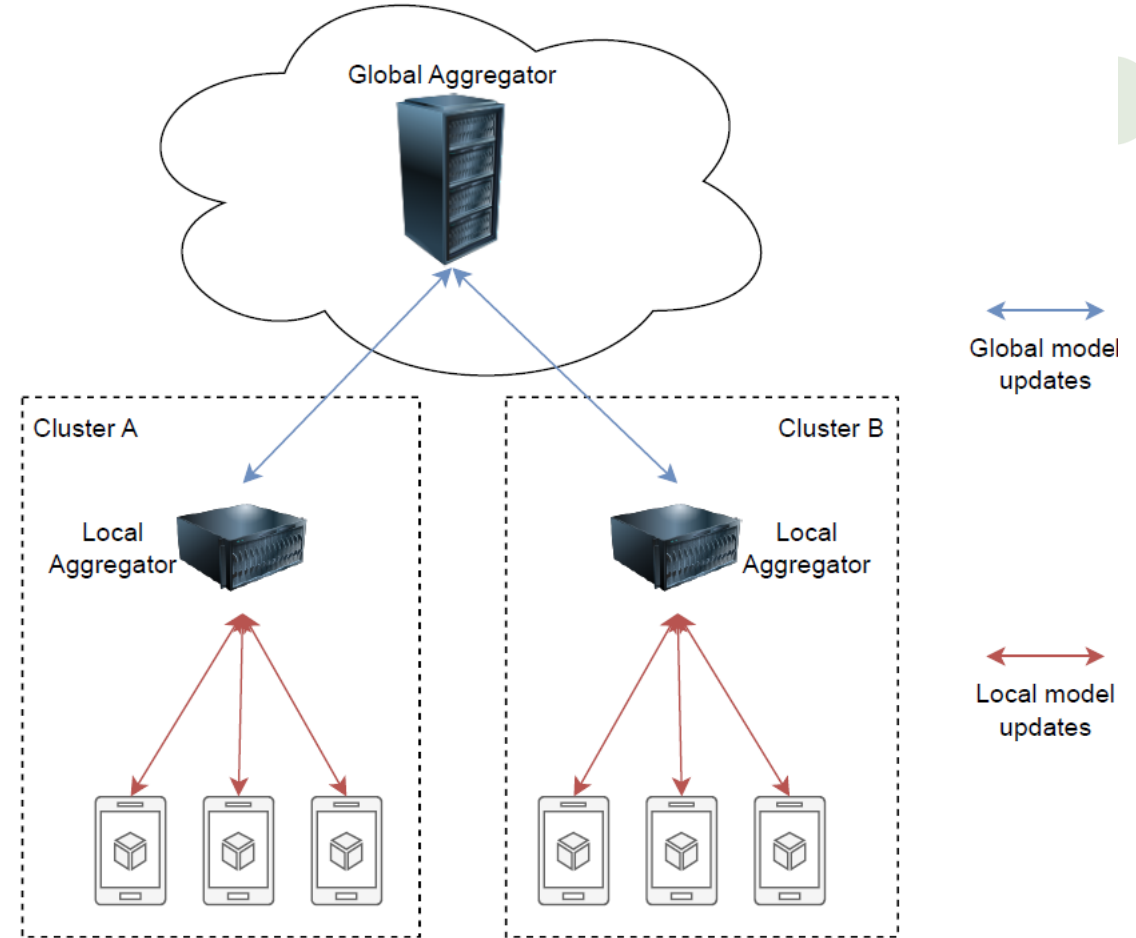 Global Aggregator
Cluster A
Cluster B
Local
Aggregator
Local
Aggregator
Global model
updates
Local model
updates